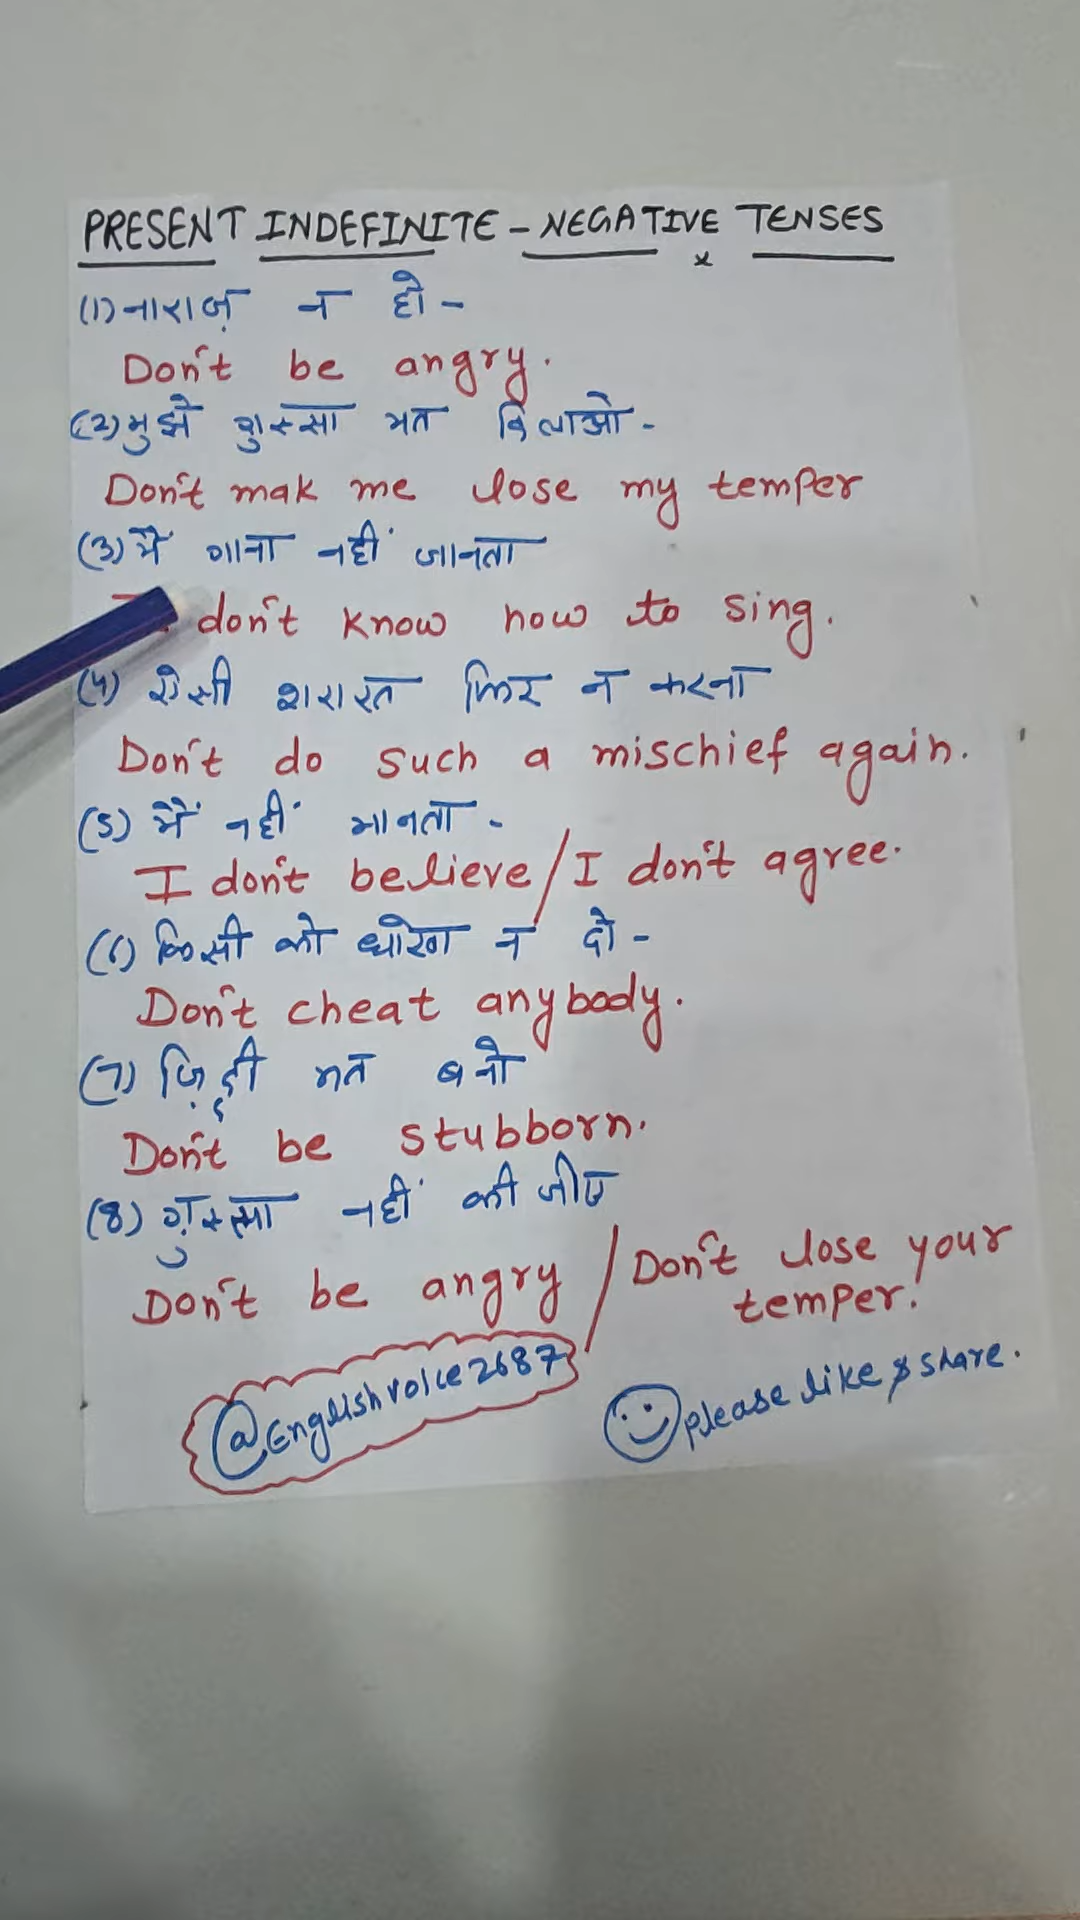 PRESENT INDEFINITE - NEGATIVE TENSES
x
(1) नाराज़ न हो -
Don't be angry.
(2) मुझे गुस्सा मत दिलाओ -
Don't mak me lose my temper
(3) मैं गाना नहीं जानता
don't know how to sing.
(4) ऐसी शरारत फिर न करना
Don't do such a mischief again.
(5) मैं नहीं मानता -
I don't believe / I don't agree.
(6) किसी को धोखा न दो -
Don't cheat anybody.
(7) ज़िद्दी मत बनो
Don't be stubborn.
(8) गुस्सा नहीं कीजीए
Don't be angry / Don't lose your
temper.
@Englishvoice2687
please like & share.